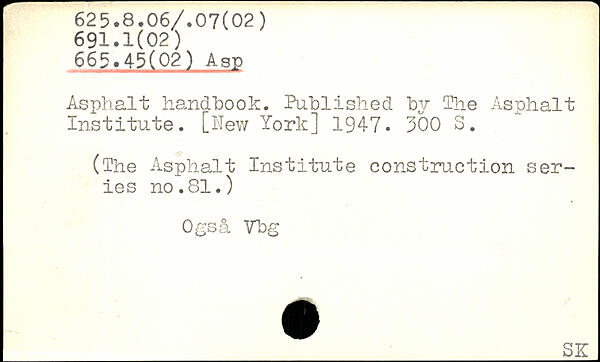 625.8.06/.07(02)
691.1(02)
665.45(02) Asp
Asphalt handbook. Published by The Asphalt
Institute. [New York] 1947. 300 S.
(The Asphalt Institute construction ser-
ies no.81.)
Også Vbg
SK